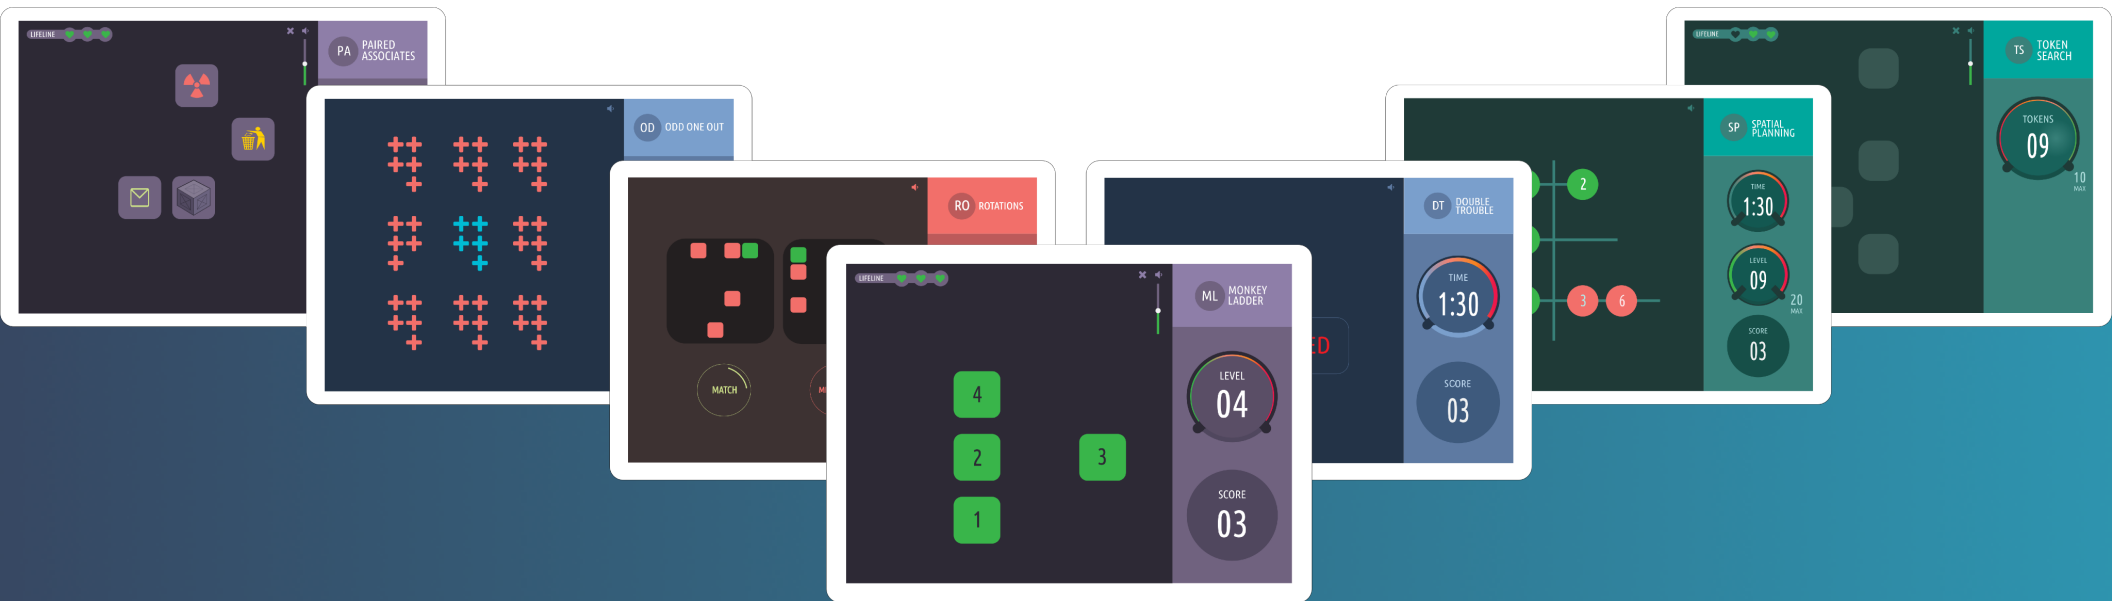 LIFELINE
PA
PAIRED
ASSOCIATES
OD
ODD ONE OUT
RO
ROTATIONS
MATCH
LIFELINE
ML
MONKEY
LADDER
4
2
3
1
LEVEL
04
SCORE
03
DT
DOUBLE
TROUBLE
ED
TIME
1:30
SCORE
03
SP
SPATIAL
PLANNING
2
3
6
TIME
1:30
LEVEL
09
20
MAX
SCORE
03
LIFELINE
TS
TOKEN
SEARCH
TOKENS
09
10
MAX